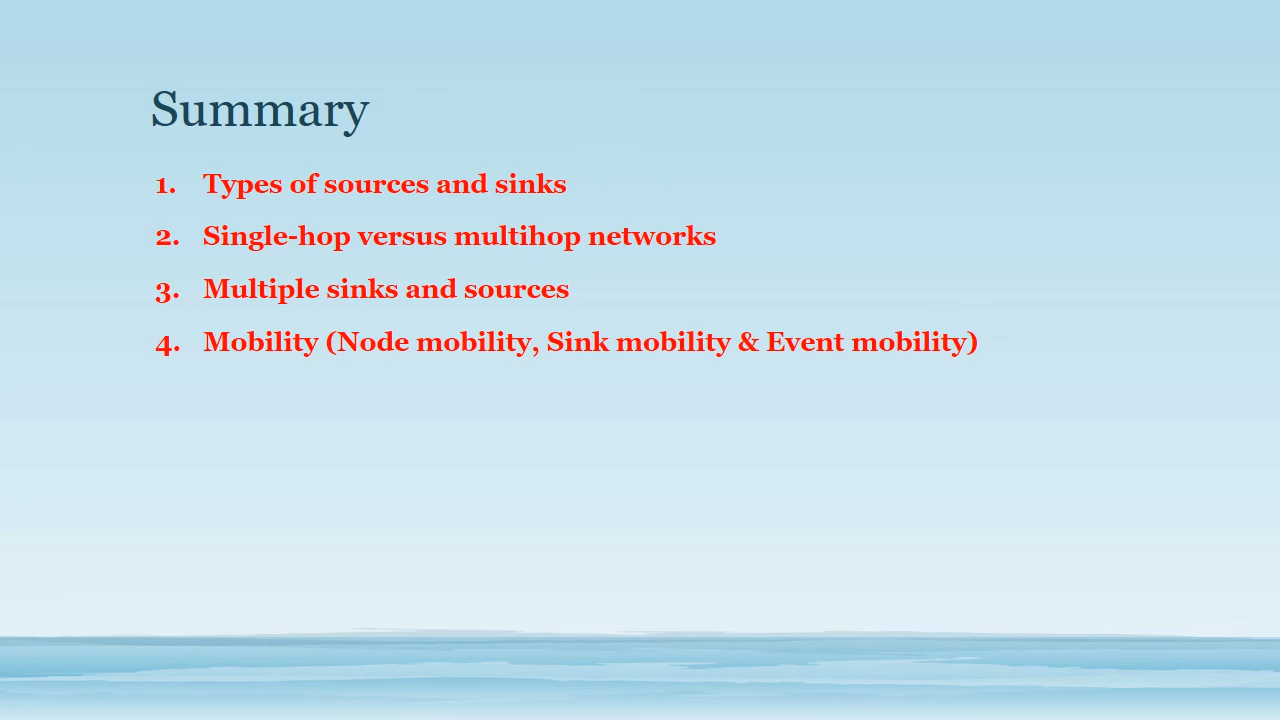 Summary
1. Types of sources and sinks
2. Single-hop versus multihop networks
3. Multiple sinks and sources
4. Mobility (Node mobility, Sink mobility & Event mobility)